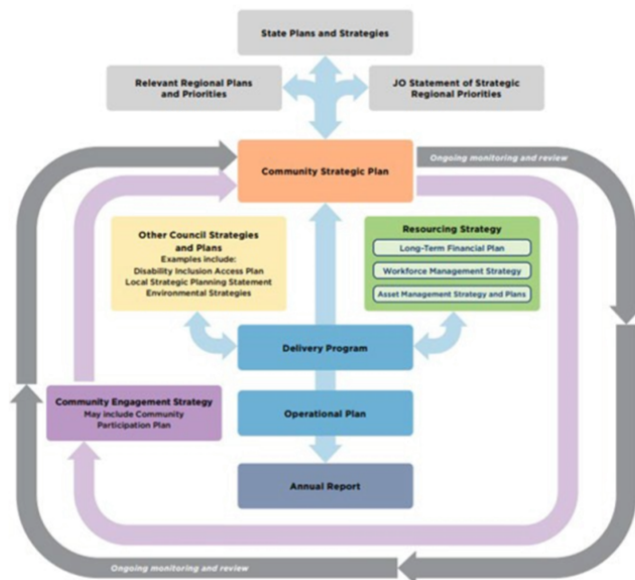 State Plans and Strategies
Relevant Regional Plans
and Priorities
JO Statement of Strategic
Regional Priorities
Ongoing monitoring and review
Community Strategic Plan
Other Council Strategies
and Plans
Examples include:
Disability Inclusion Access Plan
Local Strategic Planning Statement
Environmental Strategies
Resourcing Strategy
Long-Term Financial Plan
Workforce Management Strategy
Asset Management Strategy and Plans
Delivery Program
Community Engagement Strategy
May include Community
Participation Plan
Operational Plan
Annual Report
Ongoing monitoring and review